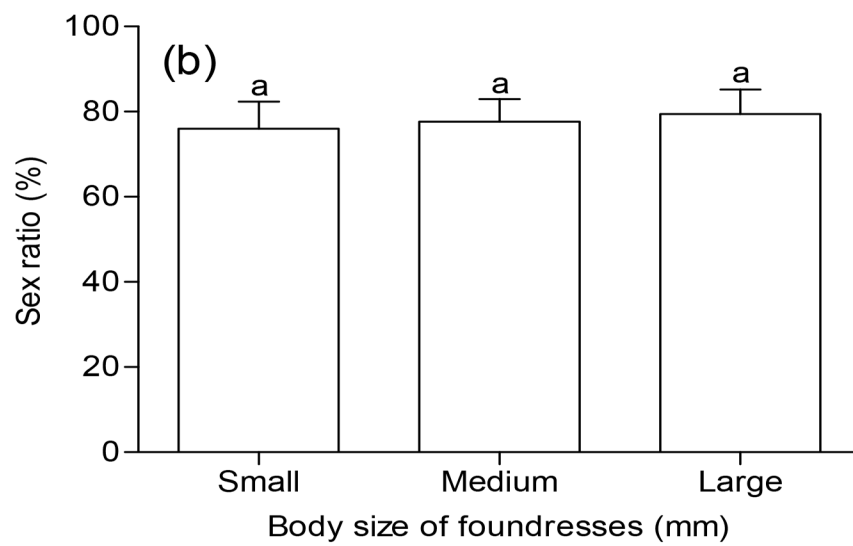 (b)
Sex ratio (%)
100
80
60
40
20
0
a
a
a
Small
Medium
Large
Body size of foundresses (mm)